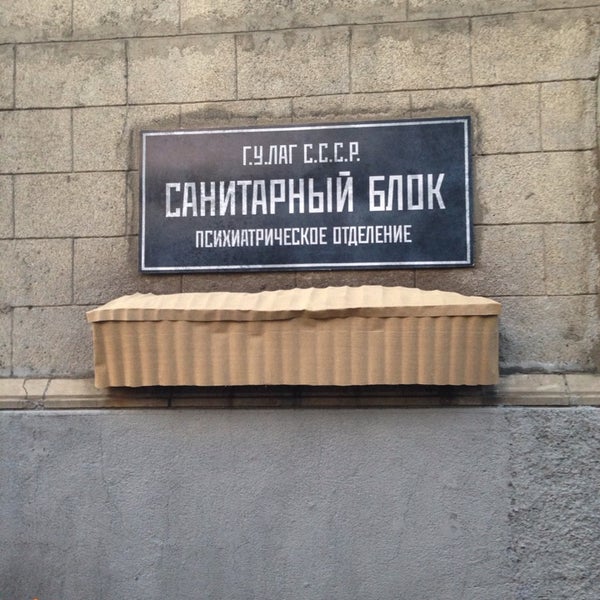 Г.У.ЛАГ С.С.С.Р.
САНИТАРНЫЙ БЛОК
ПСИХИАТРИЧЕСКОЕ ОТДЕЛЕНИЕ